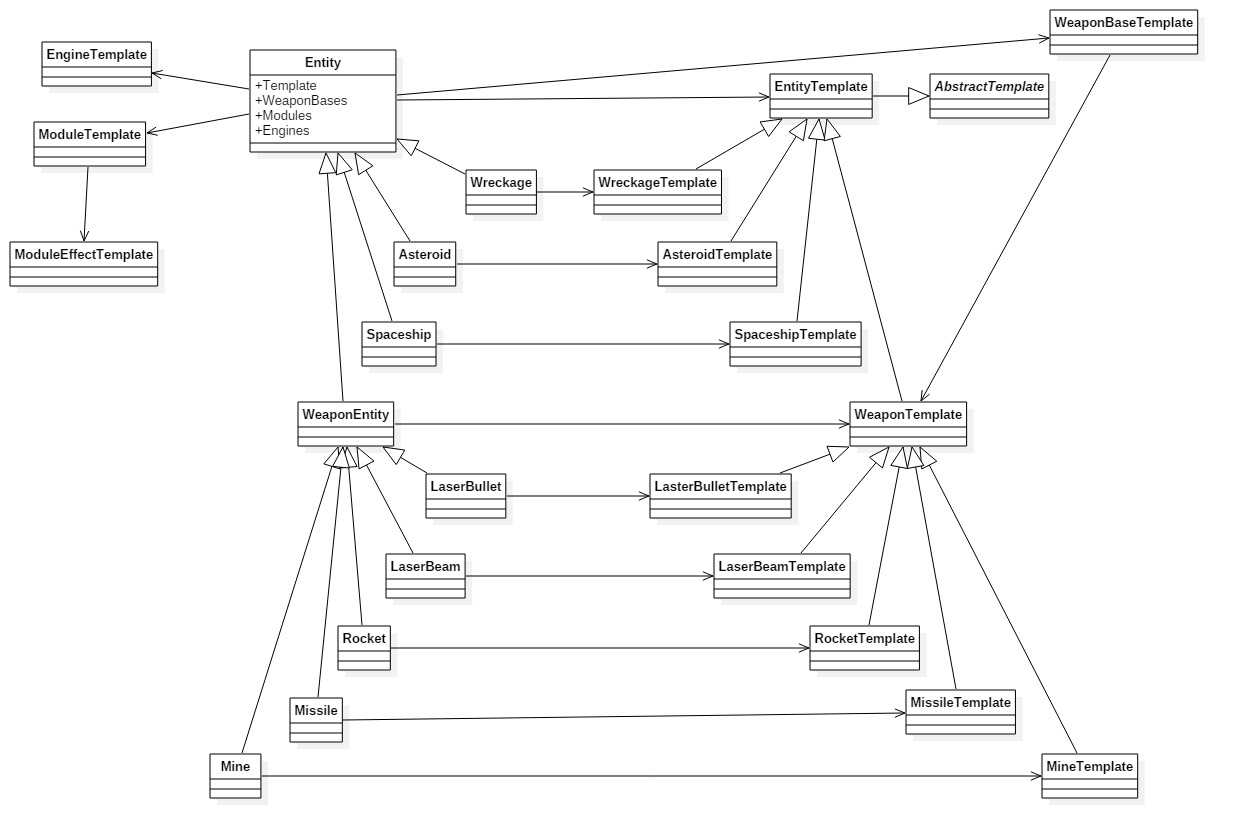 WeaponBaseTemplate
EngineTemplate
Entity
+Template
+WeaponBases
+Modules
+Engines
EntityTemplate
AbstractTemplate
ModuleTemplate
Wreckage
WreckageTemplate
ModuleEffectTemplate
Asteroid
AsteroidTemplate
Spaceship
SpaceshipTemplate
WeaponEntity
WeaponTemplate
LaserBullet
LasterBulletTemplate
LaserBeam
LaserBeamTemplate
Rocket
RocketTemplate
Missile
MissileTemplate
Mine
MineTemplate